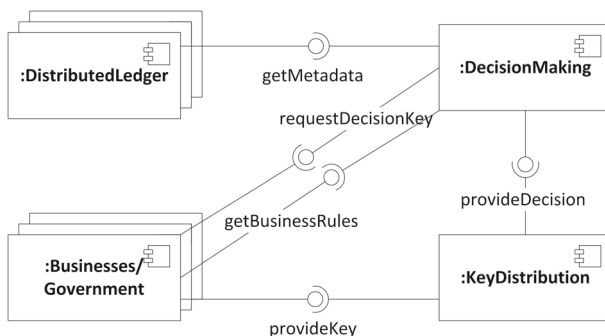 :DistributedLedger
getMetadata
:DecisionMaking
requestDecisionKey
getBusinessRules
provideDecision
:Businesses/
Government
:KeyDistribution
provideKey